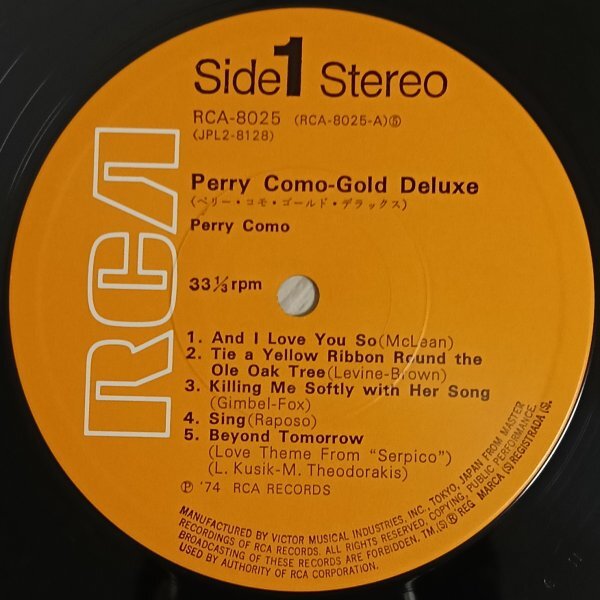 Side 1 Stereo
RCA-8025 (RCA-8025-A)Ⓢ
(JPL2-8128)
RCA
Perry Como-Gold Deluxe
(ペリー・コモ・ゴールド・デラックス)
Perry Como
33⅓rpm
1. And I Love You So(McLean)
2. Tie a Yellow Ribbon Round the
Ole Oak Tree(Levine-Brown)
3. Killing Me Softly with Her Song
(Gimbel-Fox)
4. Sing(Raposo)
5. Beyond Tomorrow
(Love Theme From "Serpico")
(L. Kusik-M. Theodorakis)
Ⓟ '74 RCA RECORDS
MANUFACTURED BY VICTOR MUSICAL INDUSTRIES, INC., TOKYO, JAPAN FROM MASTER
RECORDINGS OF RCA RECORDS. ALL RIGHTS RESERVED. COPYING, PUBLIC PERFORMANCE,
BROADCASTING OF THESE RECORDS ARE FORBIDDEN. TM.(S)® REG MARCA (S) REGISTRADA (S).
USED BY AUTHORITY OF RCA CORPORATION.